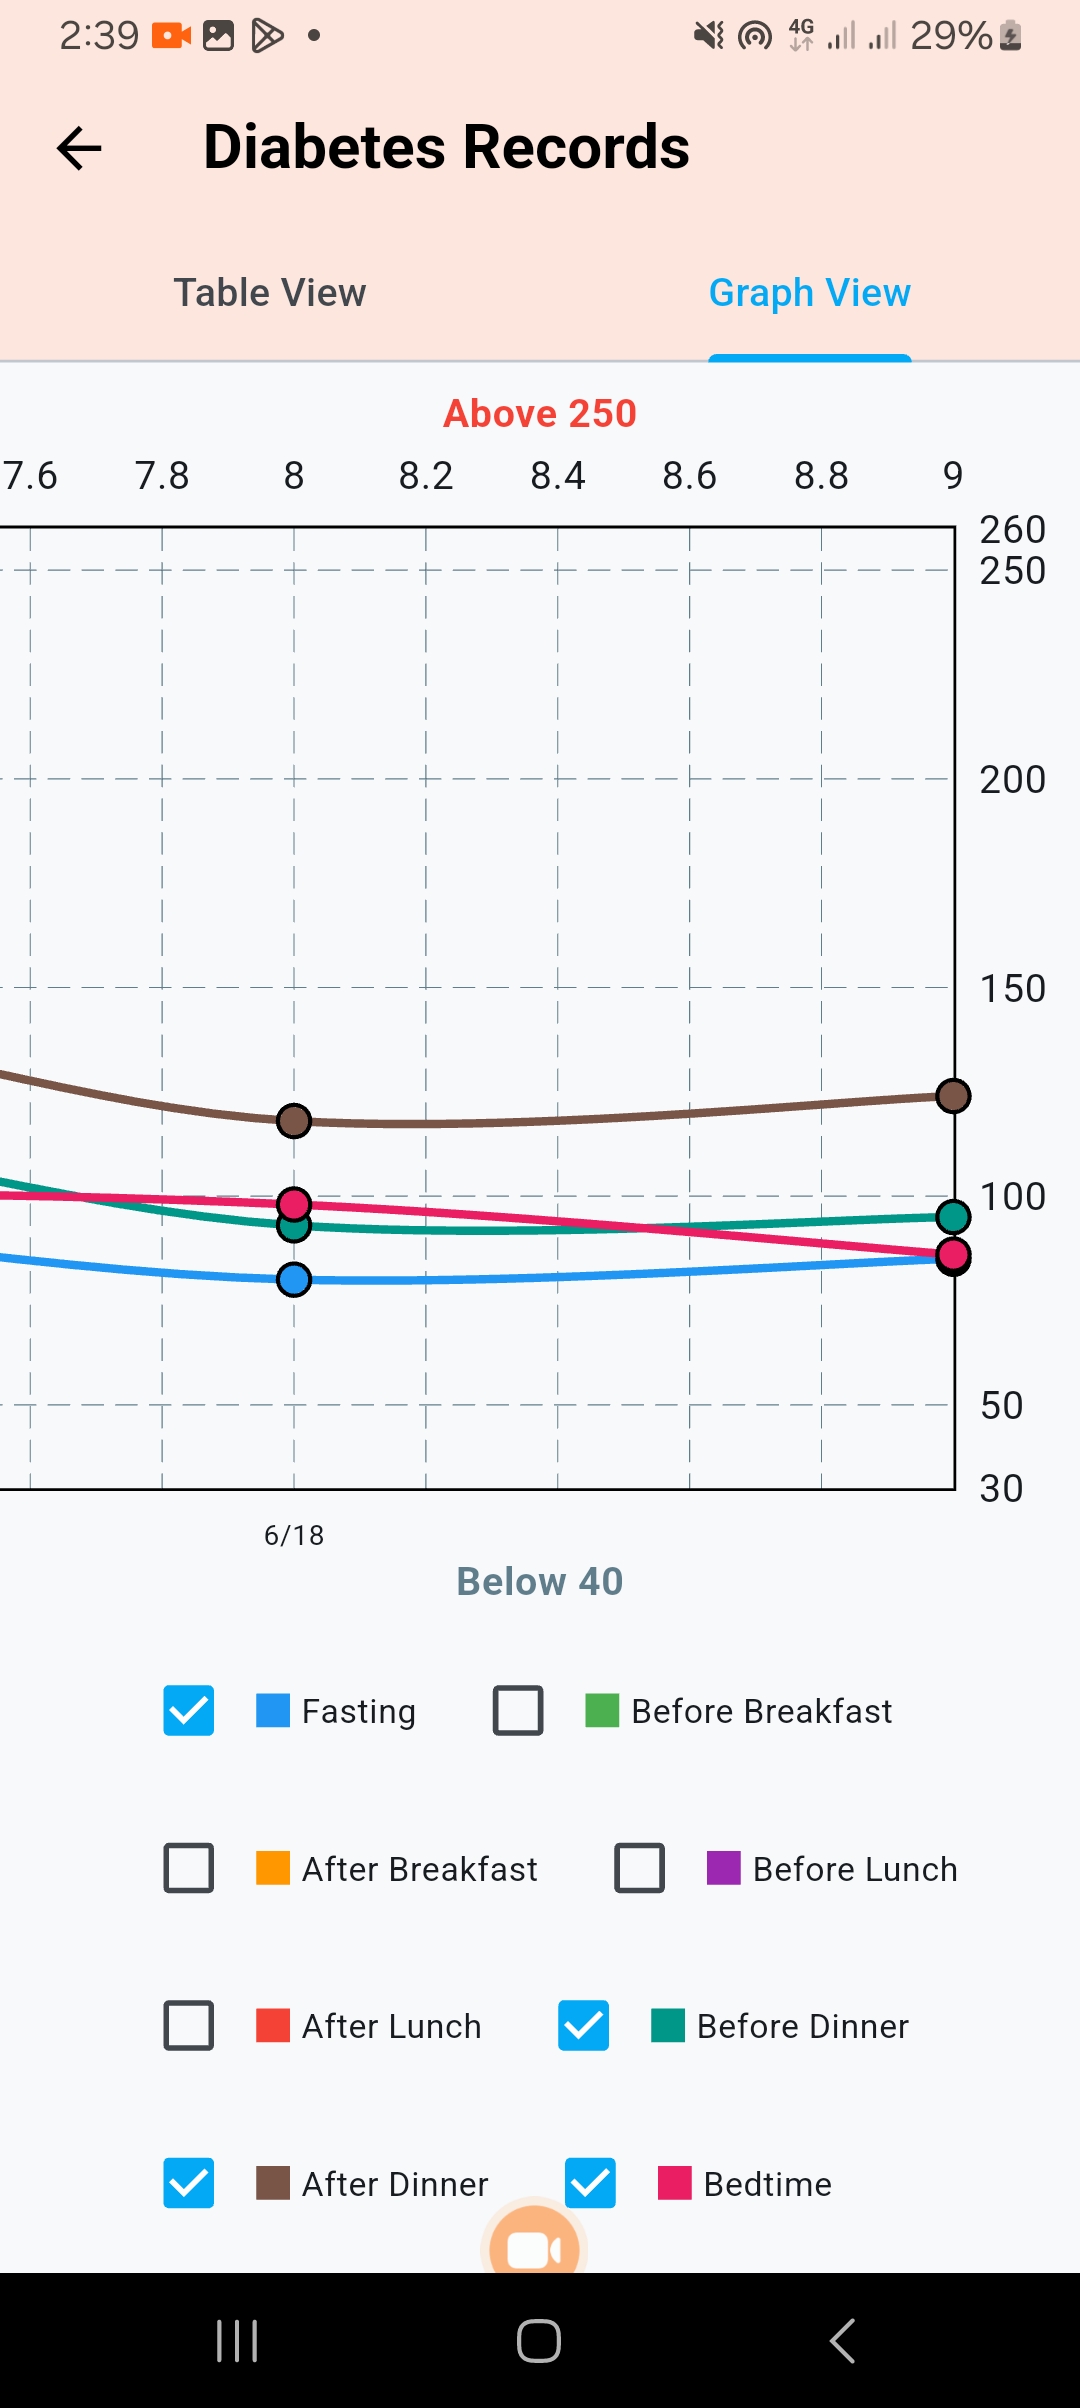 2:39 4G 29%
Diabetes Records
Table View Graph View
Above 250
7.6 7.8 8 8.2 8.4 8.6 8.8 9
260
250
200
150
100
50
30
6/18
Below 40
Fasting Before Breakfast
After Breakfast Before Lunch
After Lunch Before Dinner
After Dinner Bedtime